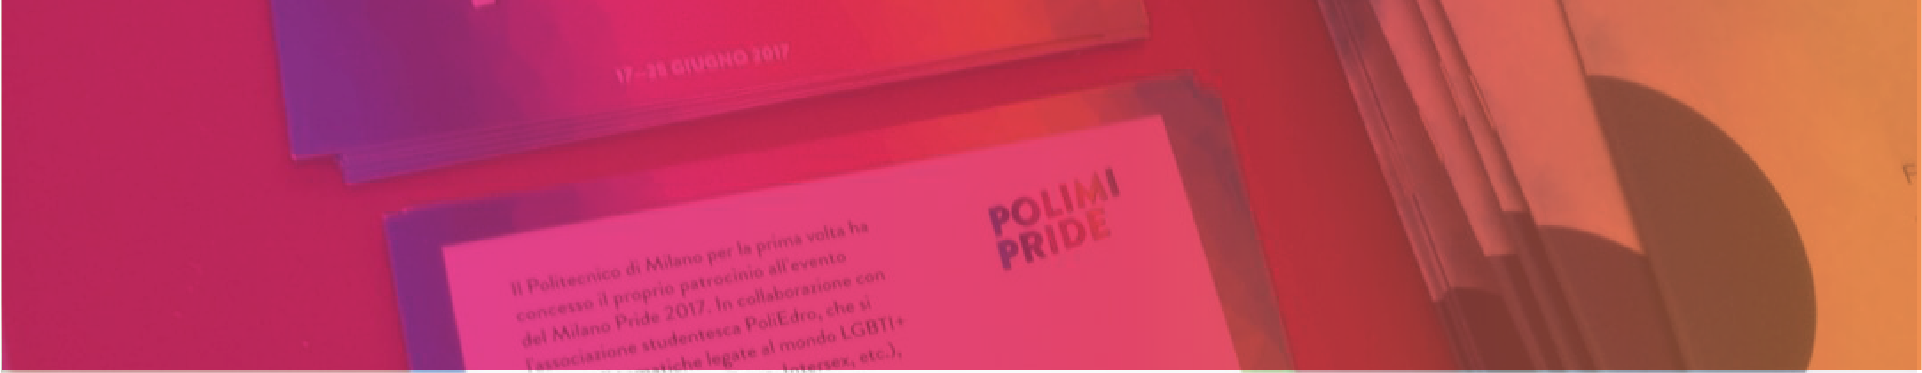 17–25 GIUGNO 2017
POLIMI
PRIDE
Il Politecnico di Milano per la prima volta ha
concesso il proprio patrocinio all'evento
del Milano Pride 2017. In collaborazione con
l'associazione studentesca PoliEdro, che si
legate al mondo LGBTI+
Intersex, etc.),
F